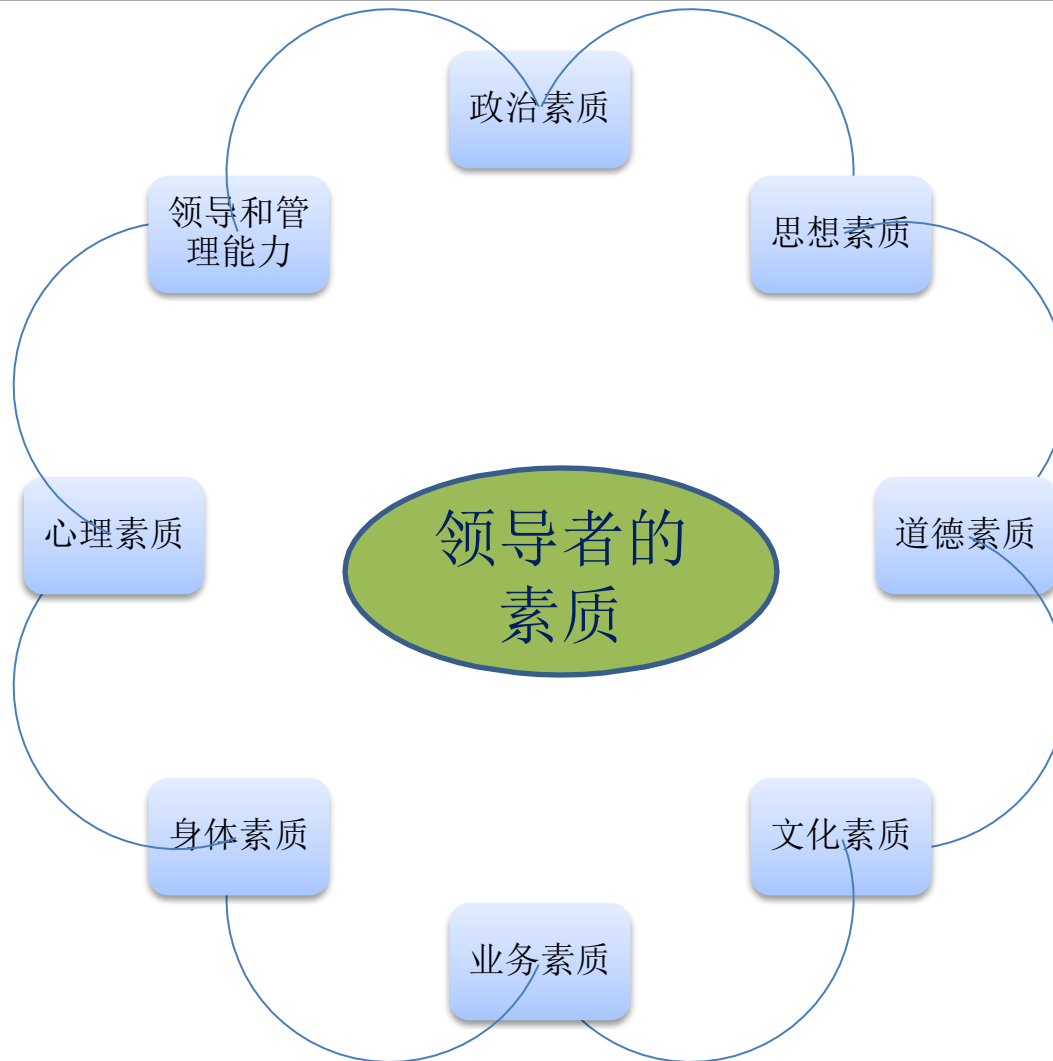 政治素质
思想素质
道德素质
文化素质
业务素质
身体素质
心理素质
领导和管
理能力
领导者的
素质